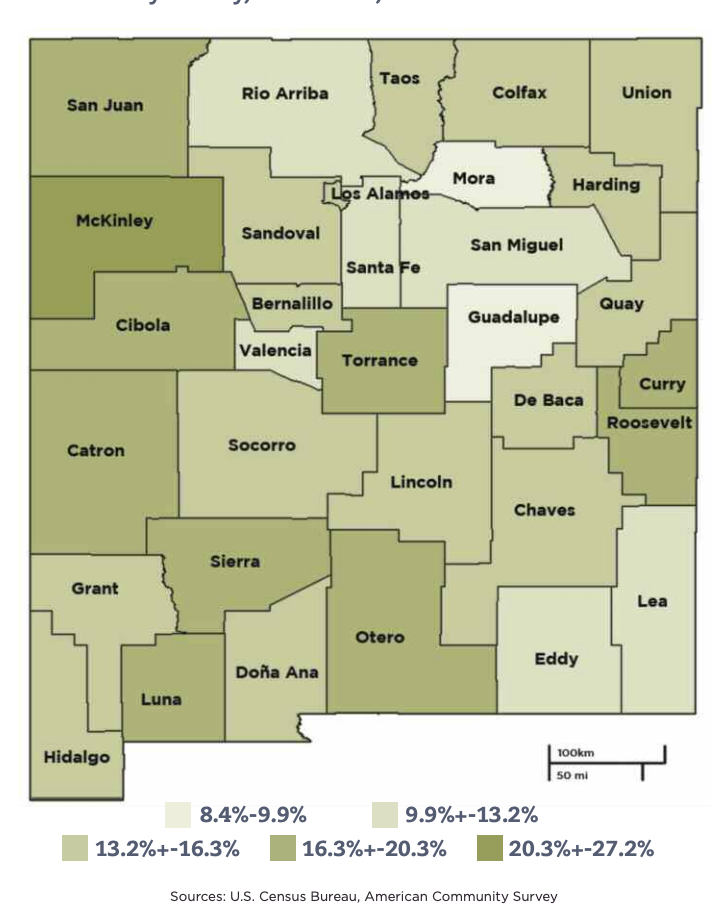 Taos
San Juan
Rio Arriba
Colfax
Union
Mora
Harding
Los Alamos
McKinley
Sandoval
San Miguel
Santa Fe
Bernalillo
Quay
Guadalupe
Cibola
Valencia
Torrance
Curry
De Baca
Roosevelt
Catron
Socorro
Lincoln
Chaves
Sierra
Grant
Lea
Otero
Eddy
Doña Ana
Luna
Hidalgo
100km
50 mi
8.4%-9.9%
9.9%+-13.2%
13.2%+-16.3%
16.3%+-20.3%
20.3%+-27.2%
Sources: U.S. Census Bureau, American Community Survey